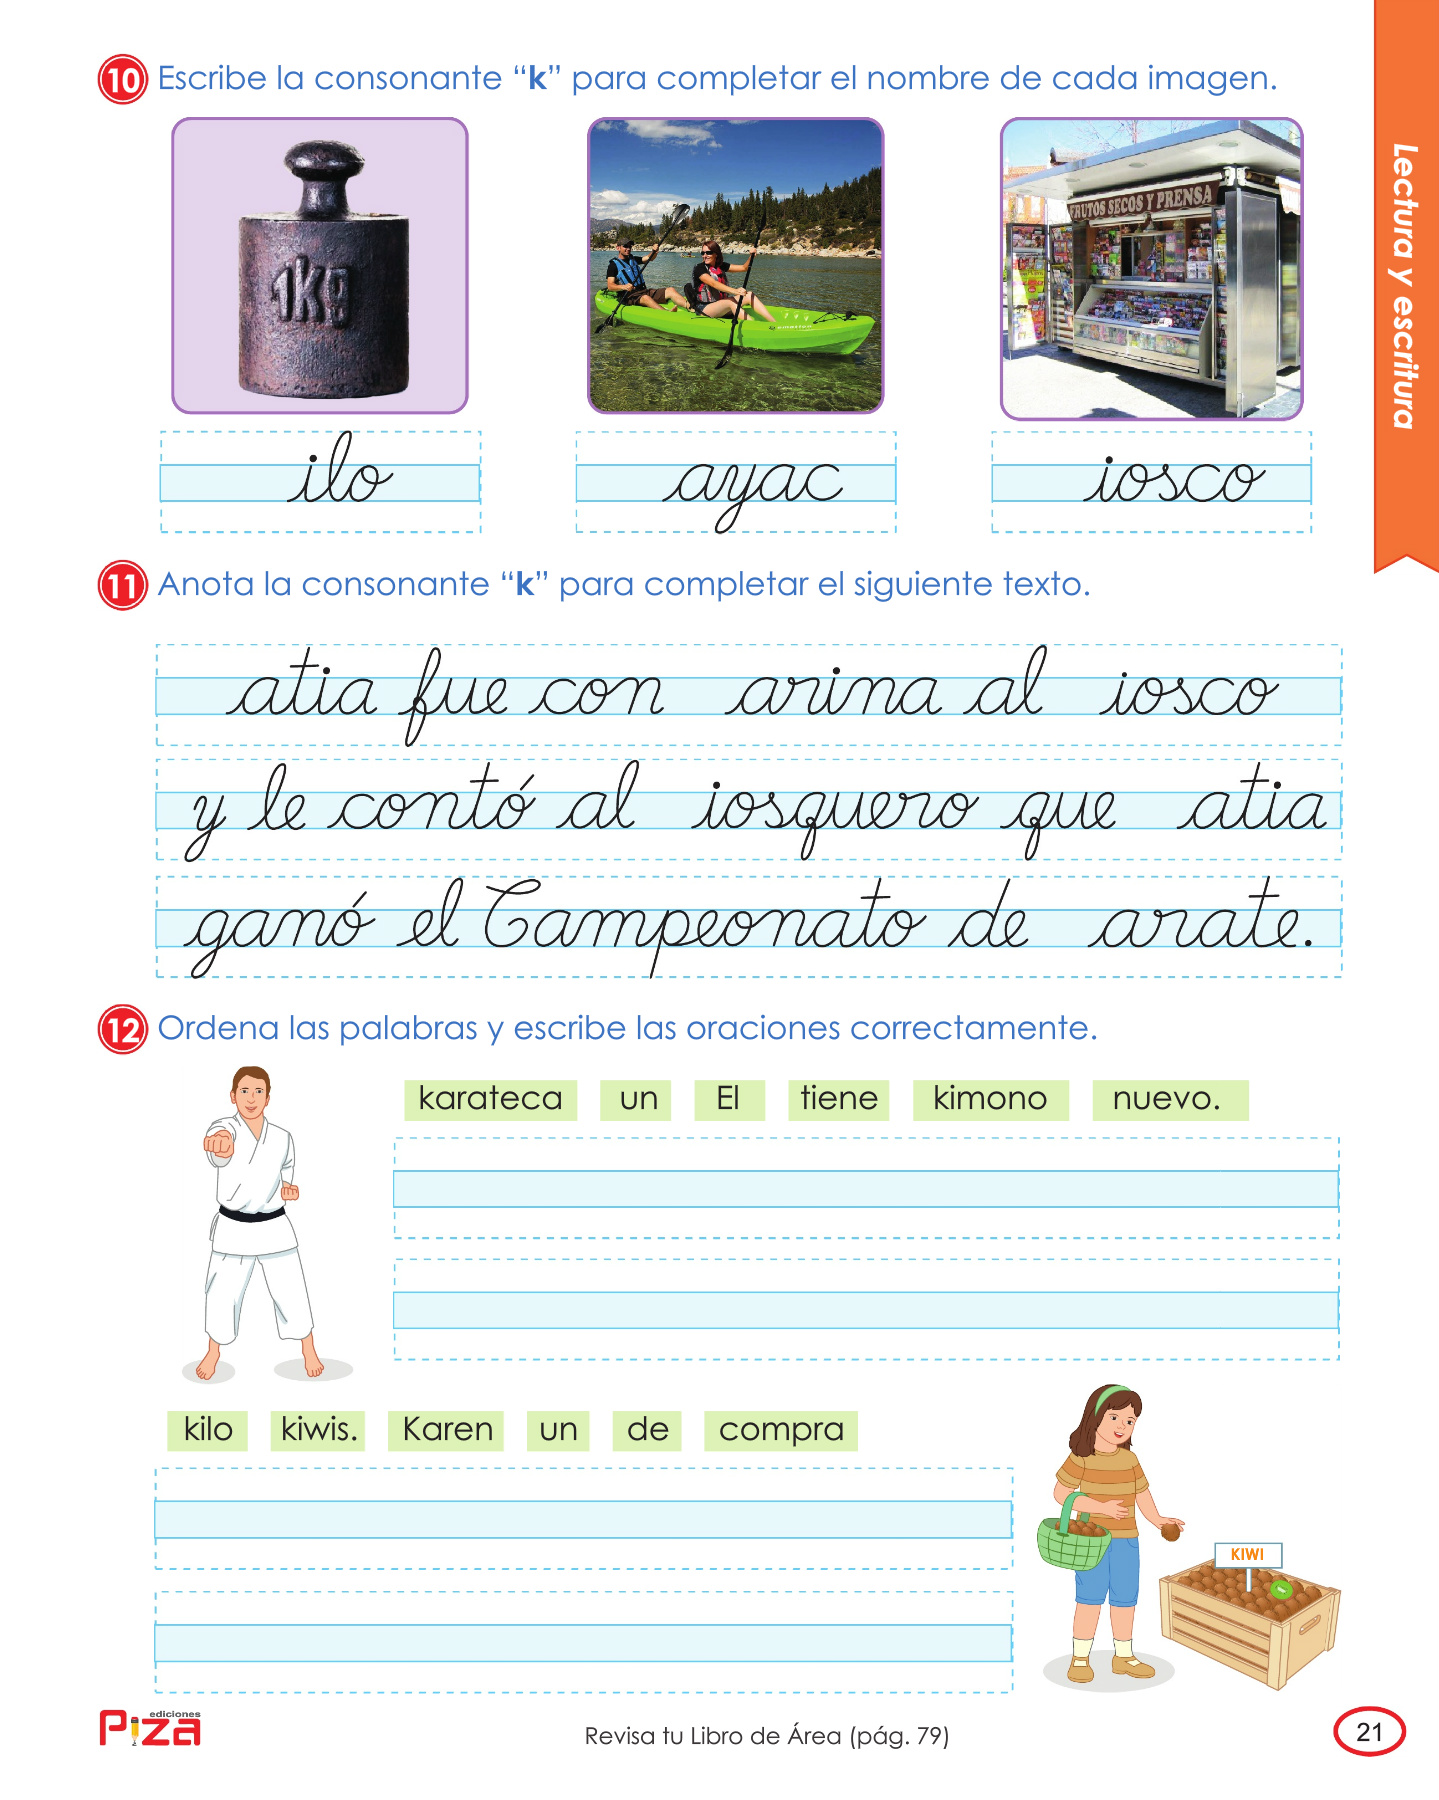 10 Escribe la consonante “k” para completar el nombre de cada imagen.
1kg
FRUTOS SECOS Y PRENSA
ilo ayac iosco
11 Anota la consonante “k” para completar el siguiente texto.
atia fue con arina al iosco
y le contó al iosquero que atia
ganó el Campeonato de arate.
12 Ordena las palabras y escribe las oraciones correctamente.
karateca un El tiene kimono nuevo.
kilo kiwis. Karen un de compra
KIWI
ediciones
Piza
Revisa tu Libro de Área (pág. 79)
21
Lectura y escritura